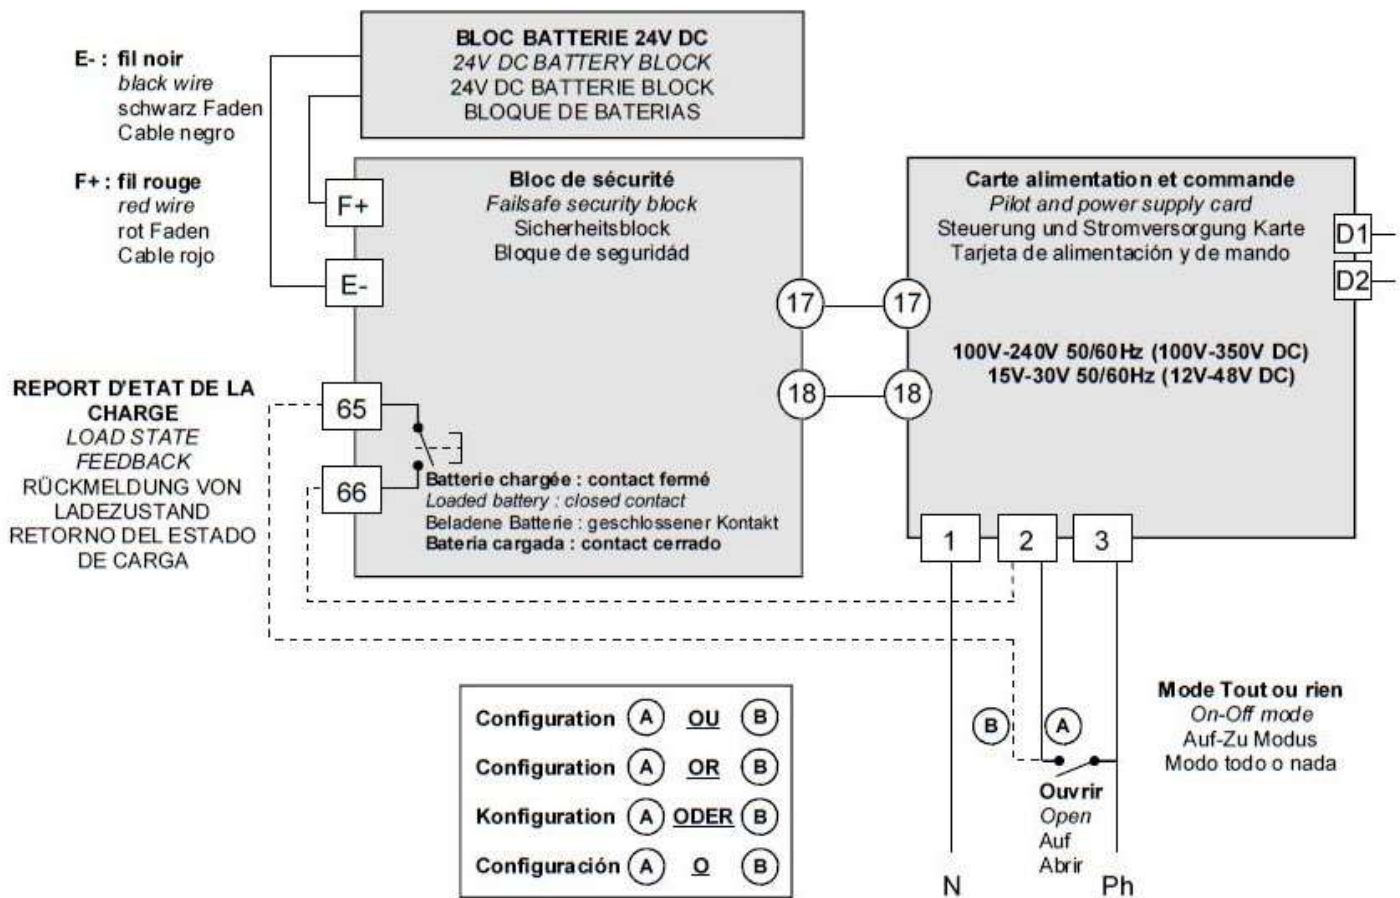 BLOC BATTERIE 24V DC
24V DC BATTERY BLOCK
24V DC BATTERIE BLOCK
BLOQUE DE BATERIAS
E- : fil noir
black wire
schwarz Faden
Cable negro
F+ : fil rouge
red wire
rot Faden
Cable rojo
F+
E-
Bloc de sécurité
Failsafe security block
Sicherheitsblock
Bloque de seguridád
17
18
Carte alimentation et commande
Pilot and power supply card
Steuerung und Stromversorgung Karte
Tarjeta de alimentación y de mando
D1
D2
17
18
100V-240V 50/60Hz (100V-350V DC)
15V-30V 50/60Hz (12V-48V DC)
REPORT D'ETAT DE LA
CHARGE
LOAD STATE
FEEDBACK
RÜCKMELDUNG VON
LADEZUSTAND
RETORNO DEL ESTADO
DE CARGA
65
66
Batterie chargée : contact fermé
Loaded battery : closed contact
Beladene Batterie : geschlossener Kontakt
Bateria cargada : contact cerrado
1 2 3
Configuration A OU B
Configuration A OR B
Konfiguration A ODER B
Configuración A O B
B A
Ouvrir
Open
Auf
Abrir
Mode Tout ou rien
On-Off mode
Auf-Zu Modus
Modo todo o nada
N Ph